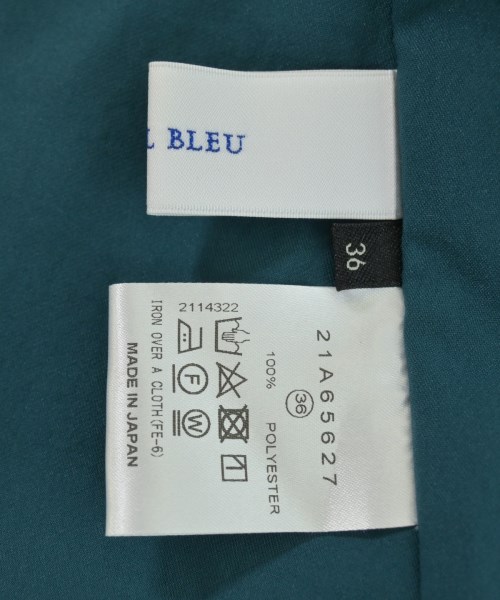 BLEU
36
21A65627
36
100% POLYESTER
2114322
F
W
IRON OVER A CLOTH(FE-6)
MADE IN JAPAN